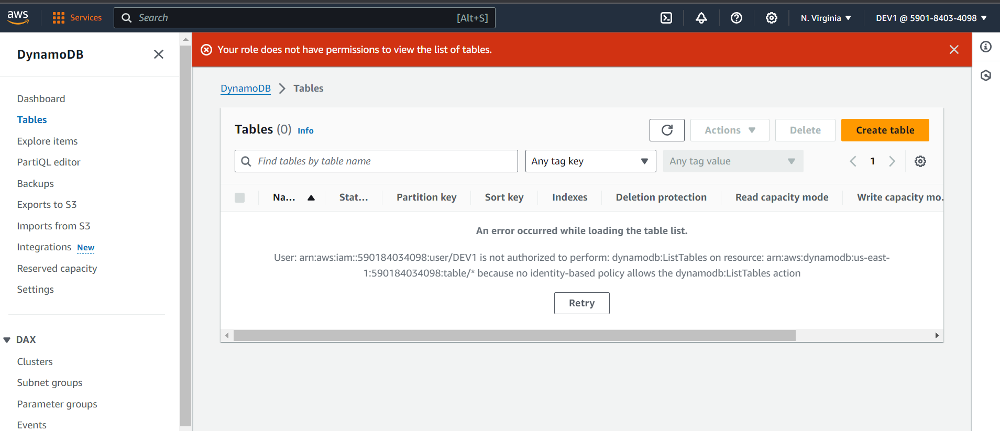 aws
Services
Search
[Alt+S]
N. Virginia
DEV1 @ 5901-8403-4098
DynamoDB
Your role does not have permissions to view the list of tables.
Dashboard
Tables
Explore items
PartiQL editor
Backups
Exports to S3
Imports from S3
Integrations New
Reserved capacity
Settings
DAX
Clusters
Subnet groups
Parameter groups
Events
DynamoDB
Tables
Tables (0) Info
Actions
Delete
Create table
Find tables by table name
Any tag key
Any tag value
1
Na...
Stat...
Partition key
Sort key
Indexes
Deletion protection
Read capacity mode
Write capacity mo.
An error occurred while loading the table list.
User: arn:aws:iam::590184034098:user/DEV1 is not authorized to perform: dynamodb:ListTables on resource: arn:aws:dynamodb:us-east-
1:590184034098:table/* because no identity-based policy allows the dynamodb:ListTables action
Retry